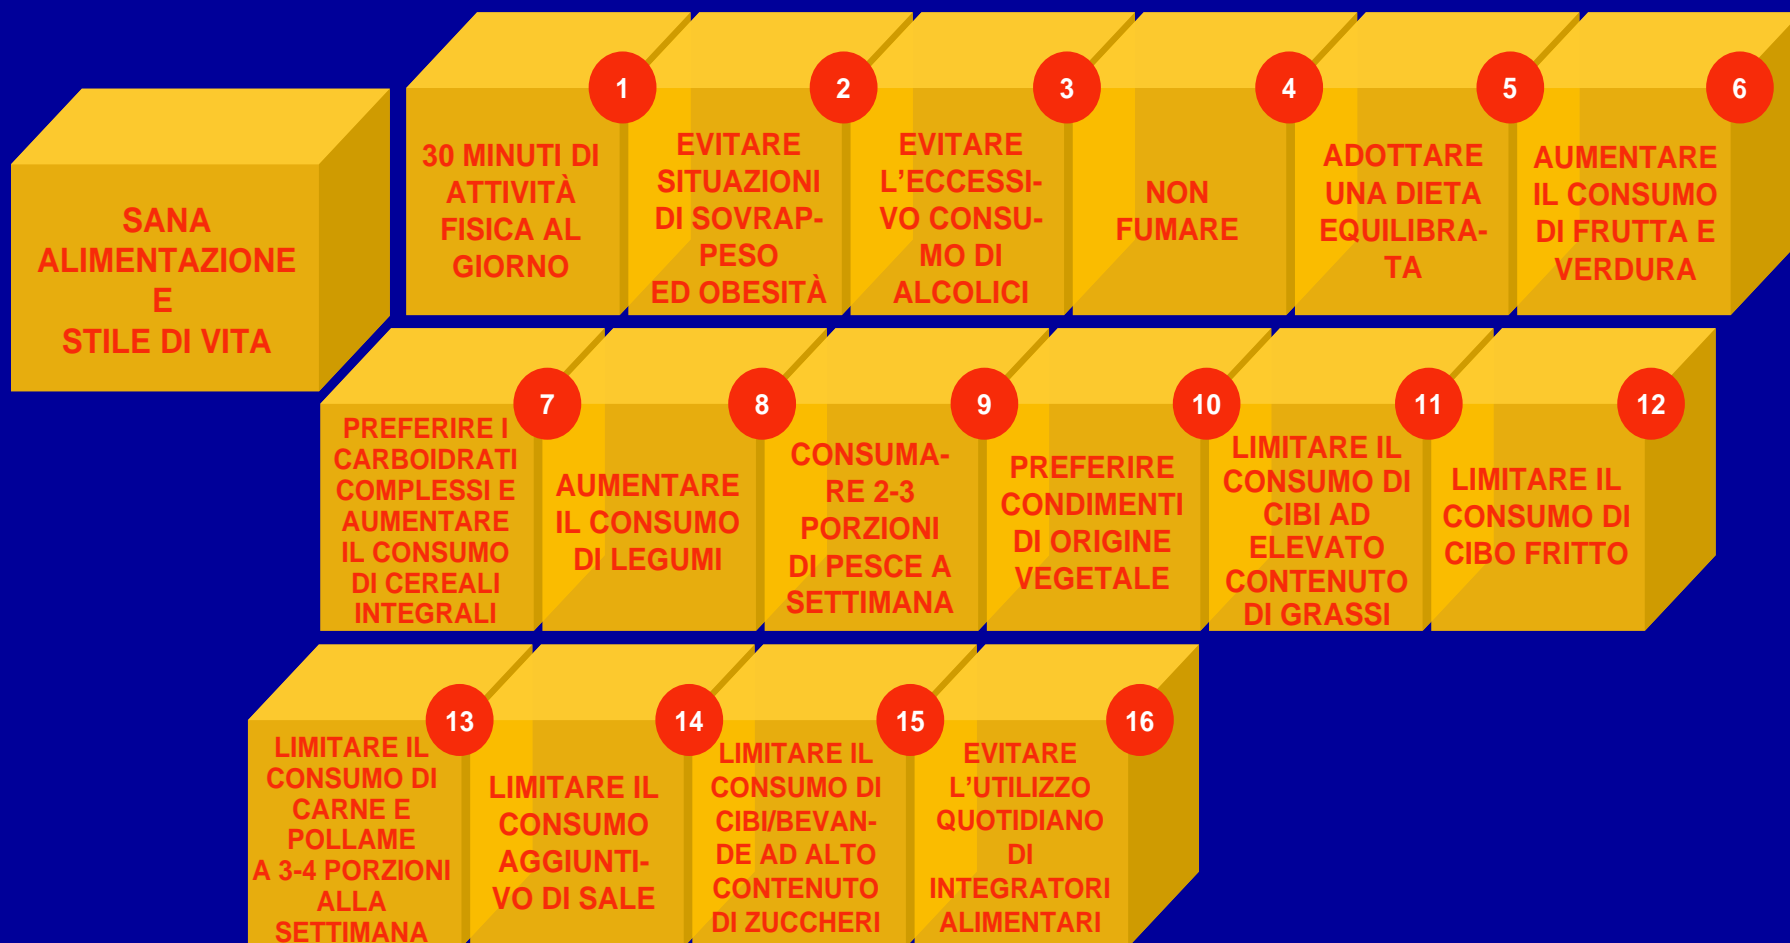 SANA
ALIMENTAZIONE
E
STILE DI VITA
1
30 MINUTI DI
ATTIVITÀ
FISICA AL
GIORNO
2
EVITARE
SITUAZIONI
DI SOVRAP-
PESO
ED OBESITÀ
3
EVITARE
L’ECCESSI-
VO CONSU-
MO DI
ALCOLICI
4
NON
FUMARE
5
ADOTTARE
UNA DIETA
EQUILIBRA-
TA
6
AUMENTARE
IL CONSUMO
DI FRUTTA E
VERDURA
7
PREFERIRE I
CARBOIDRATI
COMPLESSI E
AUMENTARE
IL CONSUMO
DI CEREALI
INTEGRALI
8
AUMENTARE
IL CONSUMO
DI LEGUMI
9
CONSUMA-
RE 2-3
PORZIONI
DI PESCE A
SETTIMANA
10
PREFERIRE
CONDIMENTI
DI ORIGINE
VEGETALE
11
LIMITARE IL
CONSUMO DI
CIBI AD
ELEVATO
CONTENUTO
DI GRASSI
12
LIMITARE IL
CONSUMO DI
CIBO FRITTO
13
LIMITARE IL
CONSUMO DI
CARNE E
POLLAME
A 3-4 PORZIONI
ALLA
SETTIMANA
14
LIMITARE IL
CONSUMO
AGGIUNTI-
VO DI SALE
15
LIMITARE IL
CONSUMO DI
CIBI/BEVAN-
DE AD ALTO
CONTENUTO
DI ZUCCHERI
16
EVITARE
L’UTILIZZO
QUOTIDIANO
DI
INTEGRATORI
ALIMENTARI